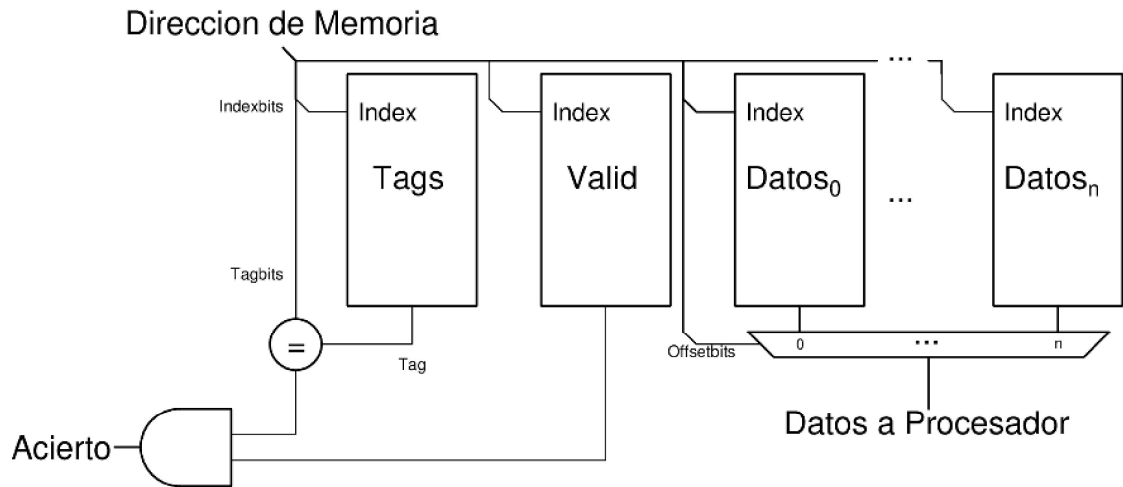 Direccion de Memoria
...
Indexbits
Index
Index
Index
Index
Tags
Valid
Datos0
...
Datosn
Tagbits
=
Tag
Offsetbits
0
...
n
Datos a Procesador
Acierto